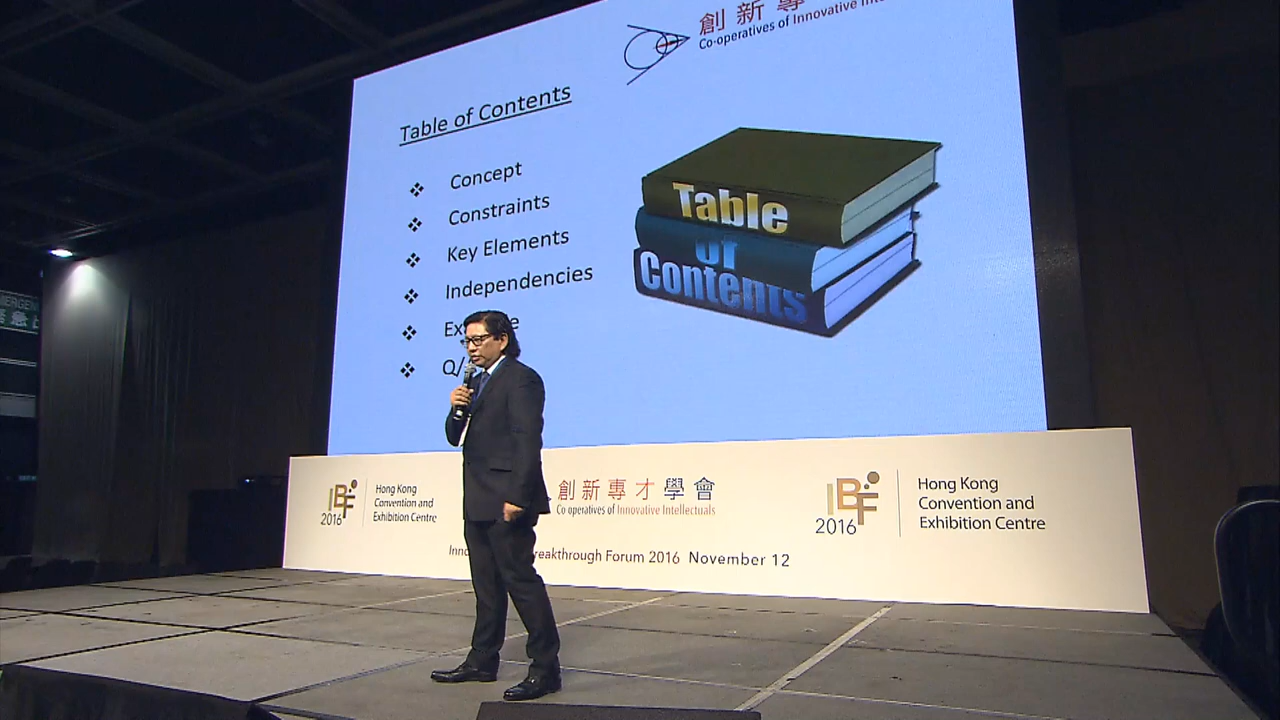 創新專
Co-operatives of Innovative
Table of Contents
❖ Concept
❖ Constraints
❖ Key Elements
❖ Independencies
❖ Ex
❖ Q/
Table
of
Contents
IBF
2016
Hong Kong
Convention and
Exhibition Centre
創新專才學會
Co operatives of Innovative Intellectuals
IBF
2016
Hong Kong
Convention and
Exhibition Centre
Forum 2016 November 12